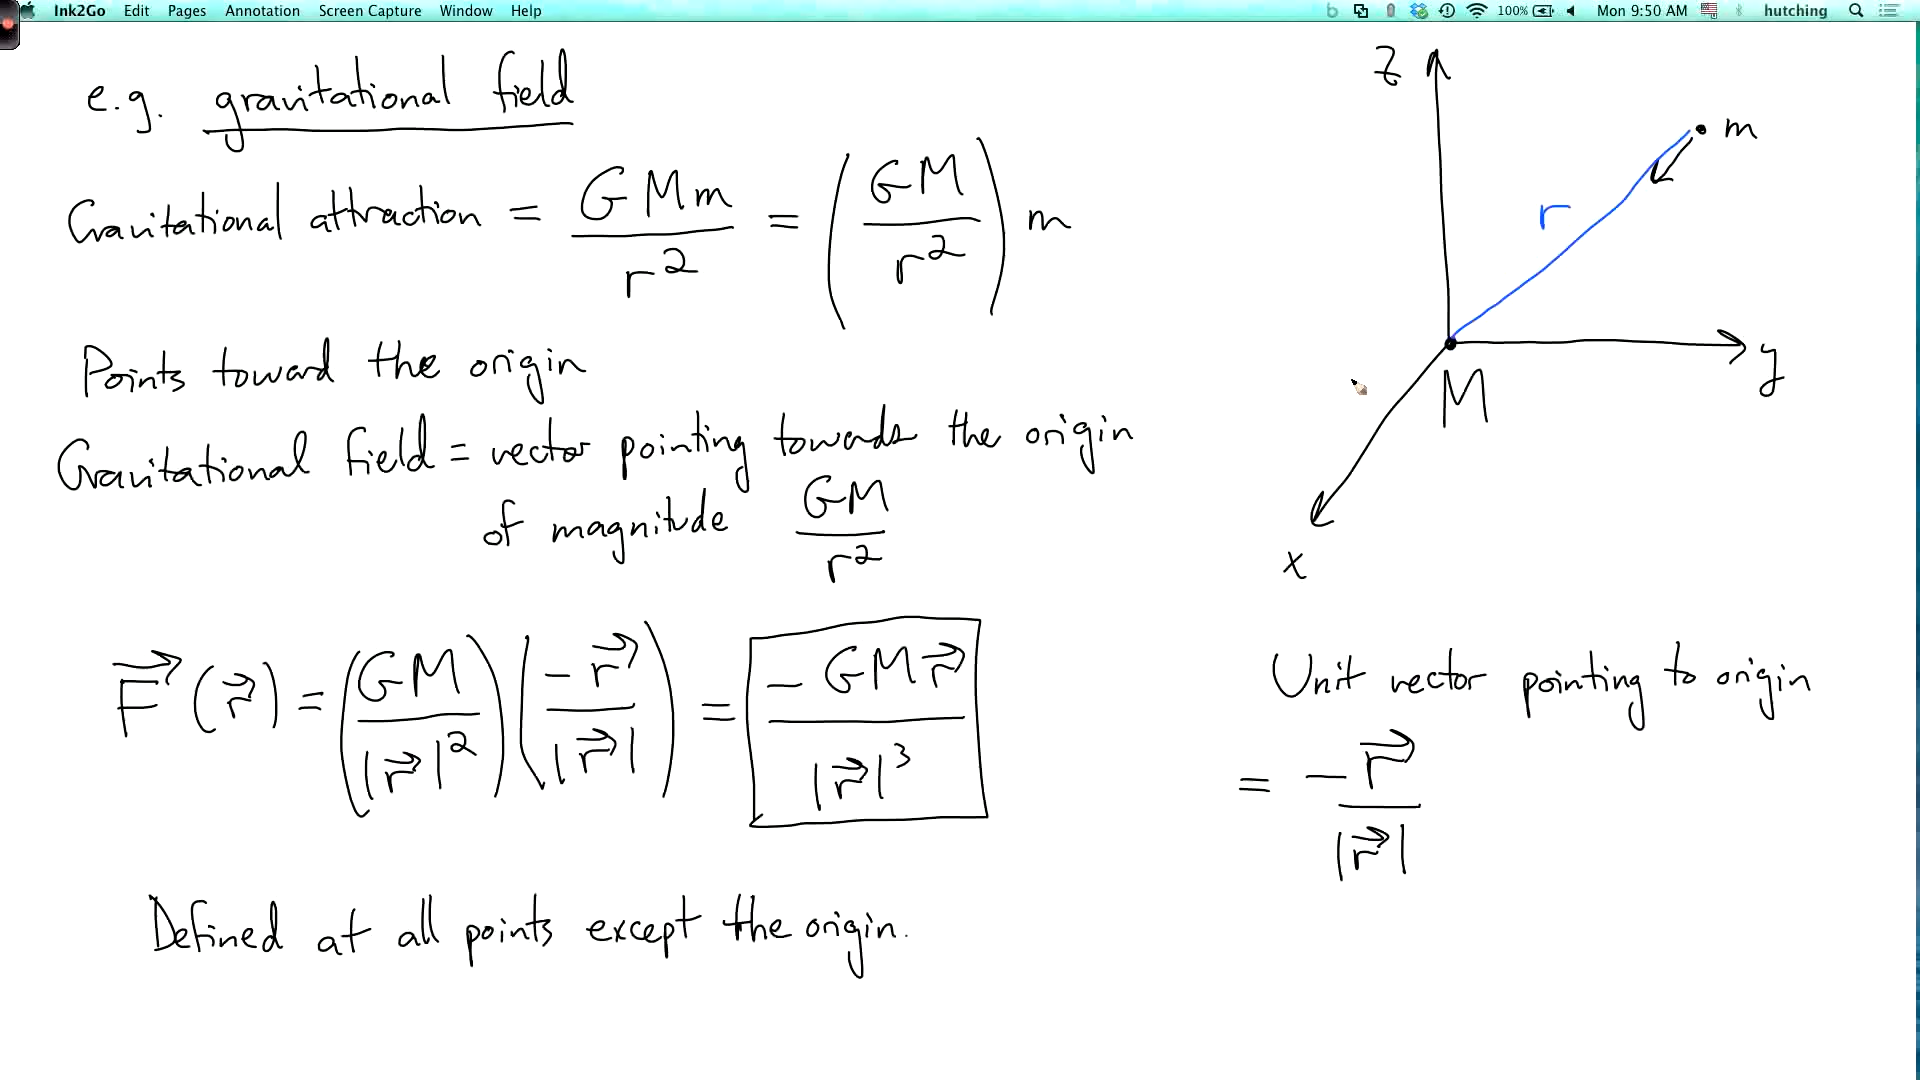 Ink2Go Edit Pages Annotation Screen Capture Window Help 100% Mon 9:50 AM hutching
e.g. gravitational field
Gravitational attraction = GMm / r² = (GM / r²) m
Points toward the origin
Gravitational field = vector pointing towards the origin
of magnitude GM / r²
F⃗(r⃗) = (GM / |r⃗|²)(−r⃗ / |r⃗|) = −GMr⃗ / |r⃗|³
Defined at all points except the origin.
z
m
r
y
M
x
Unit vector pointing to origin
= −r⃗ / |r⃗|